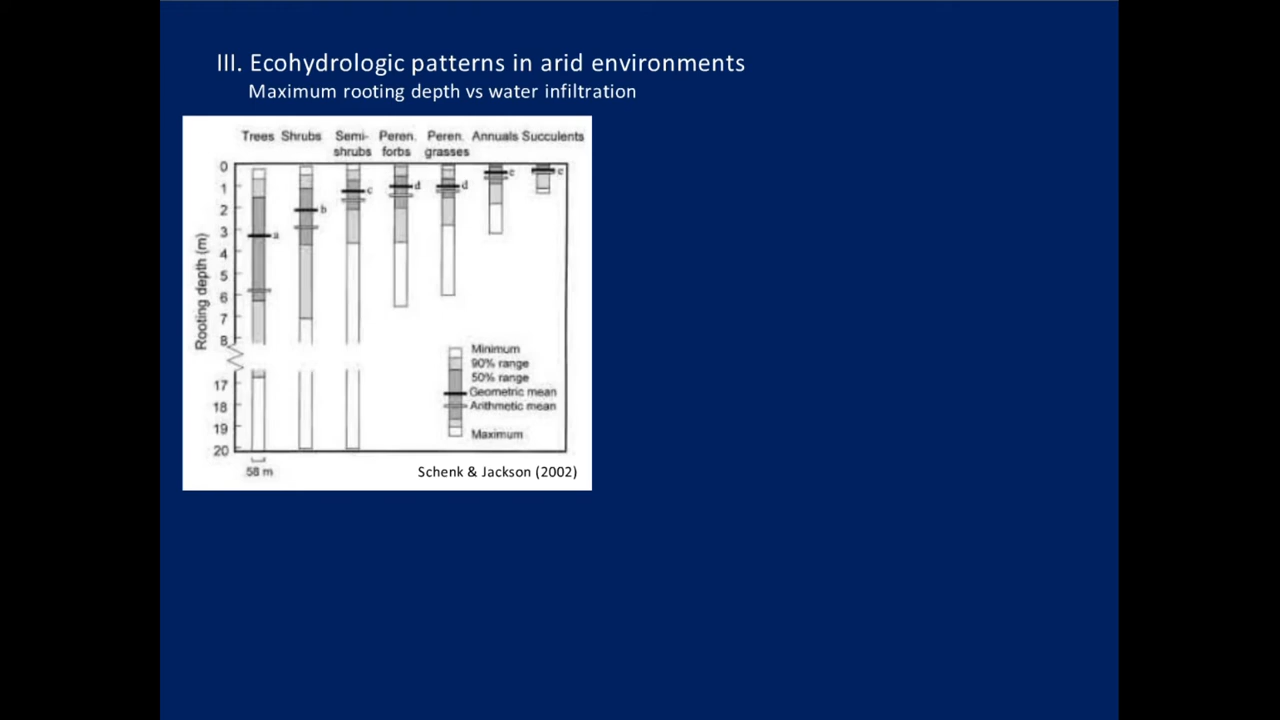 III. Ecohydrologic patterns in arid environments
Maximum rooting depth vs water infiltration
Trees Shrubs Semi-shrubs Peren. forbs Peren. grasses Annuals Succulents
Rooting depth (m)
0
1
2
3
4
5
6
7
8
17
18
19
20
a
b
c
d
d
e
e
Minimum
90% range
50% range
Geometric mean
Arithmetic mean
Maximum
58 m
Schenk & Jackson (2002)